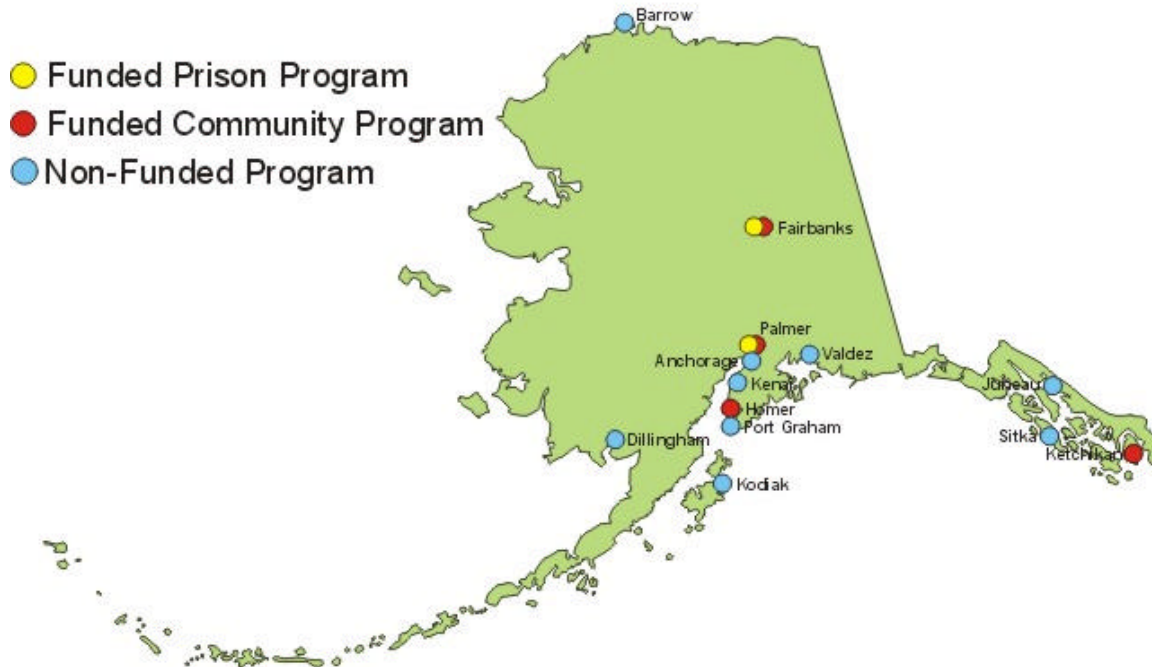 Barrow
Funded Prison Program
Funded Community Program
Non-Funded Program
Fairbanks
Palmer
Anchorage
Valdez
Kenai
Juneau
Homer
Port Graham
Dillingham
Sitka
Ketchikan
Kodiak